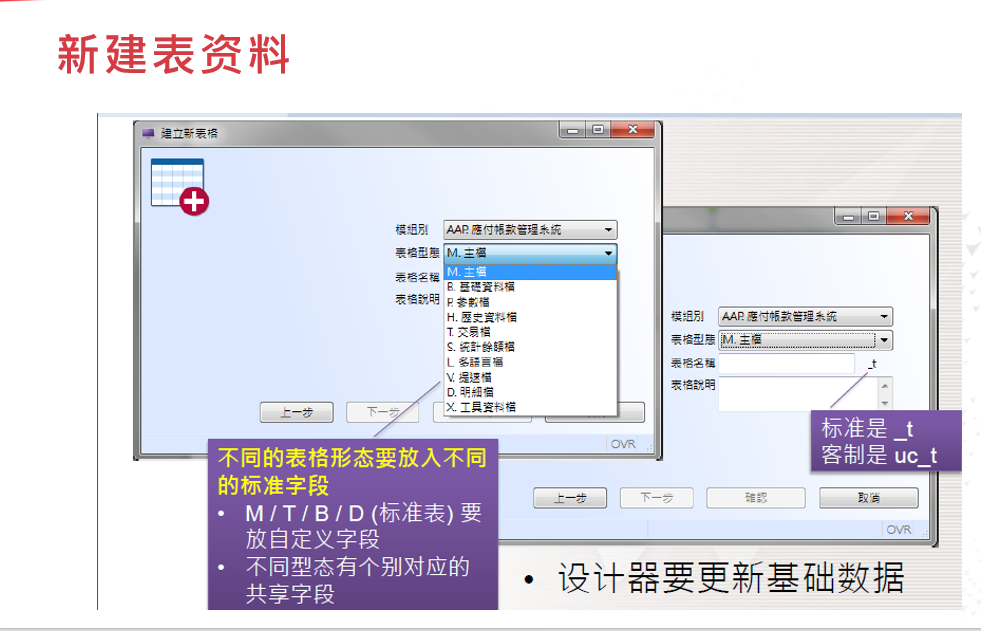 新建表资料
建立新表格
模組別 AAP. 應付帳款管理系統
表格型態 M. 主檔
表格名稱
表格說明
M. 主檔
B. 基礎資料檔
P. 參數檔
H. 歷史資料檔
T. 交易檔
S. 統計餘額檔
L. 多語言檔
V. 提速檔
D. 明細檔
X. 工具資料檔
上一步 下一步
OVR
模組別 AAP. 應付帳款管理系統
表格型態 M. 主檔
表格名稱 _t
表格說明
标准是 _t
客制是 uc_t
上一步 下一步 確認 取消
OVR
不同的表格形态要放入不同
的标准字段
• M / T / B / D (标准表) 要
放自定义字段
• 不同型态有个别对应的
共享字段
• 设计器要更新基础数据